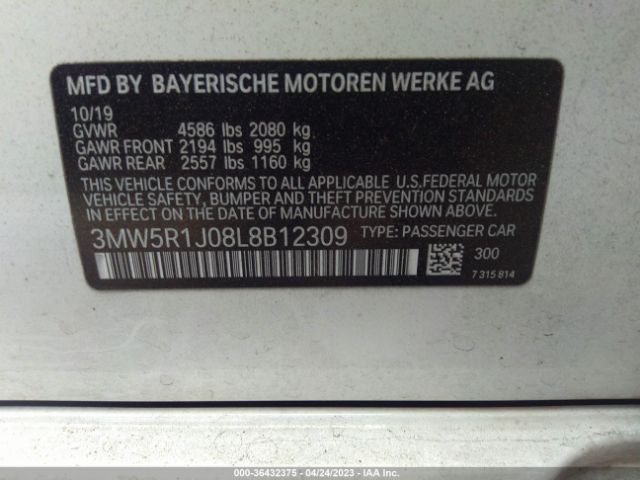 MFD BY BAYERISCHE MOTOREN WERKE AG
10/19
GVWR 4586 lbs 2080 kg
GAWR FRONT 2194 lbs 995 kg
GAWR REAR 2557 lbs 1160 kg
THIS VEHICLE CONFORMS TO ALL APPLICABLE U.S.FEDERAL MOTOR
VEHICLE SAFETY, BUMPER AND THEFT PREVENTION STANDARDS
IN EFFECT ON THE DATE OF MANUFACTURE SHOWN ABOVE.
3MW5R1J08L8B12309 TYPE: PASSENGER CAR
300
7 315 814
000-36432375 - 04/24/2023 - IAA Inc.